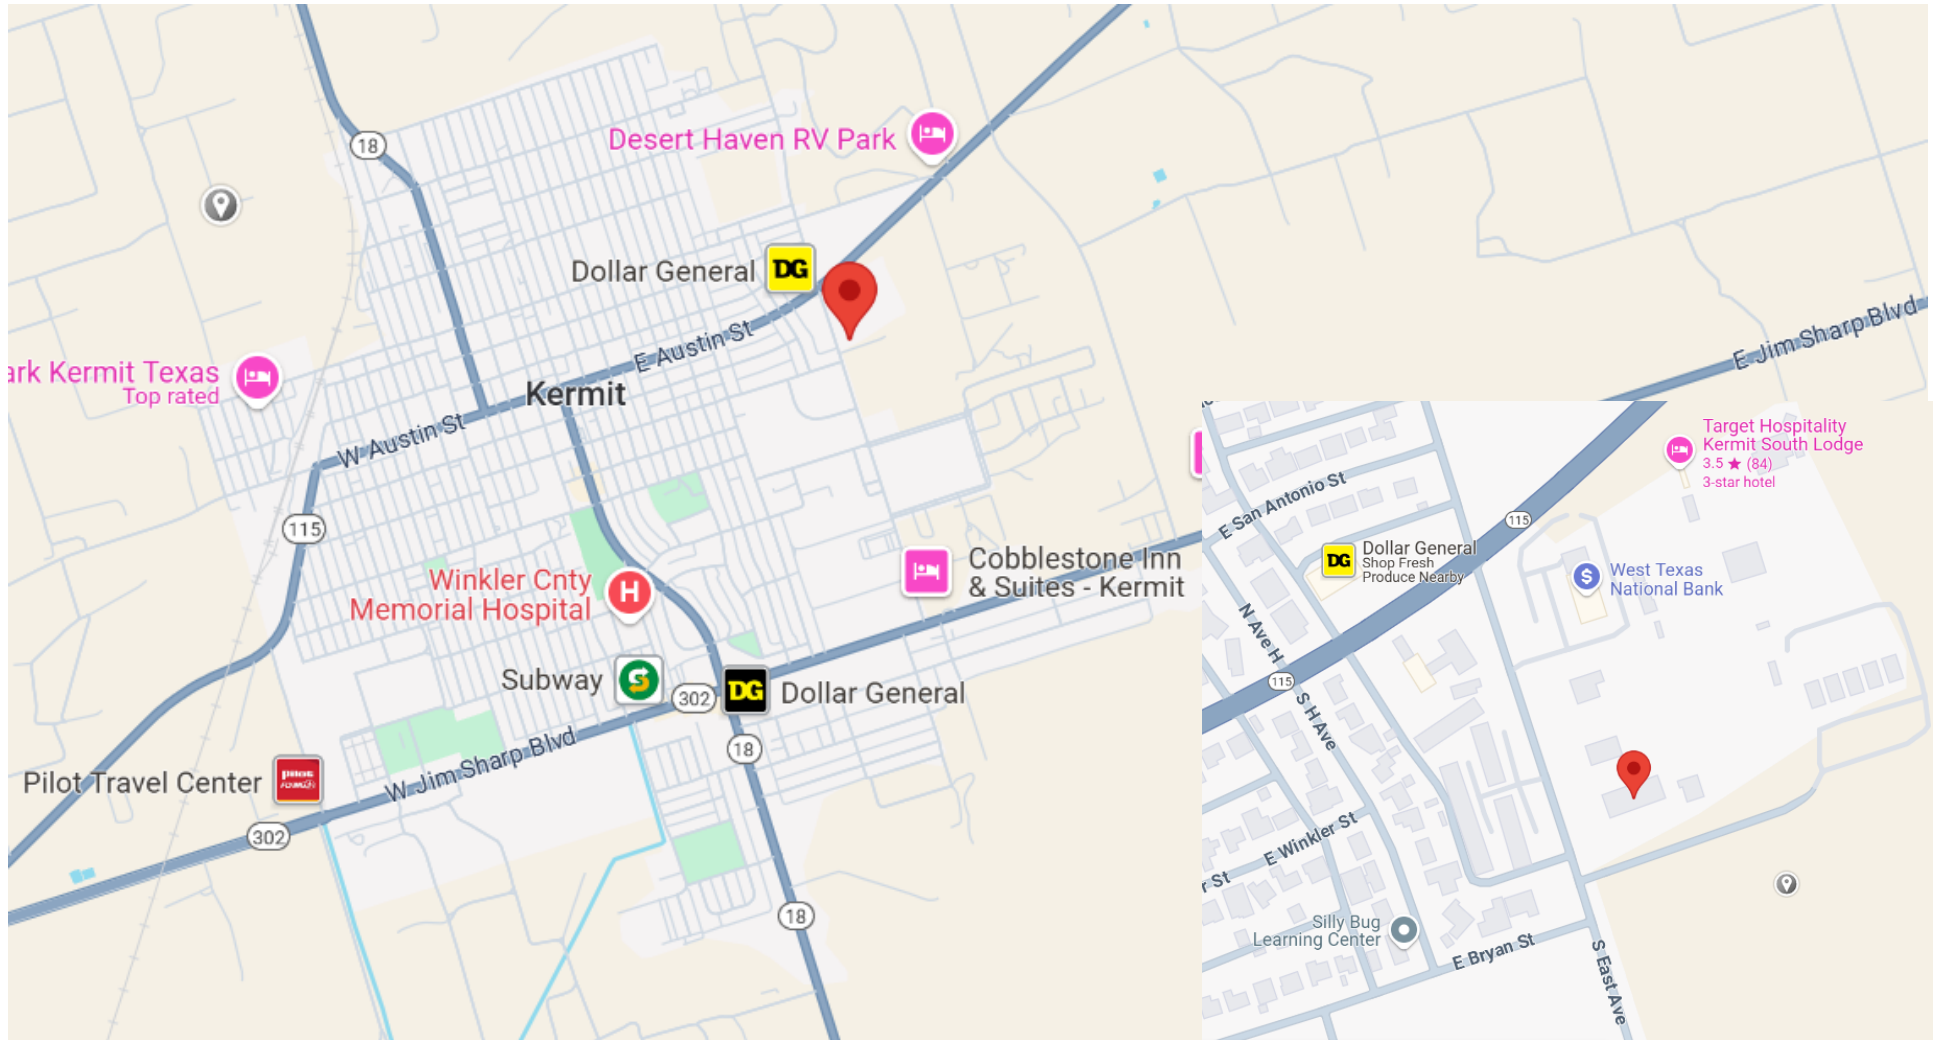 18
Desert Haven RV Park
Dollar General
DG
E Austin St
E Jim Sharp Blvd
ark Kermit Texas
Top rated
Kermit
W Austin St
115
Winkler Cnty
Memorial Hospital
H
Cobblestone Inn
& Suites - Kermit
Subway
S
302
DG
Dollar General
18
W Jim Sharp Blvd
Pilot Travel Center
PILOT
302
18
Target Hospitality
Kermit South Lodge
3.5 ★ (84)
3-star hotel
E San Antonio St
115
DG
Dollar General
Shop Fresh
Produce Nearby
$
West Texas
National Bank
N Ave H
115
S H Ave
E Winkler St
r St
Silly Bug
Learning Center
E Bryan St
S East Ave